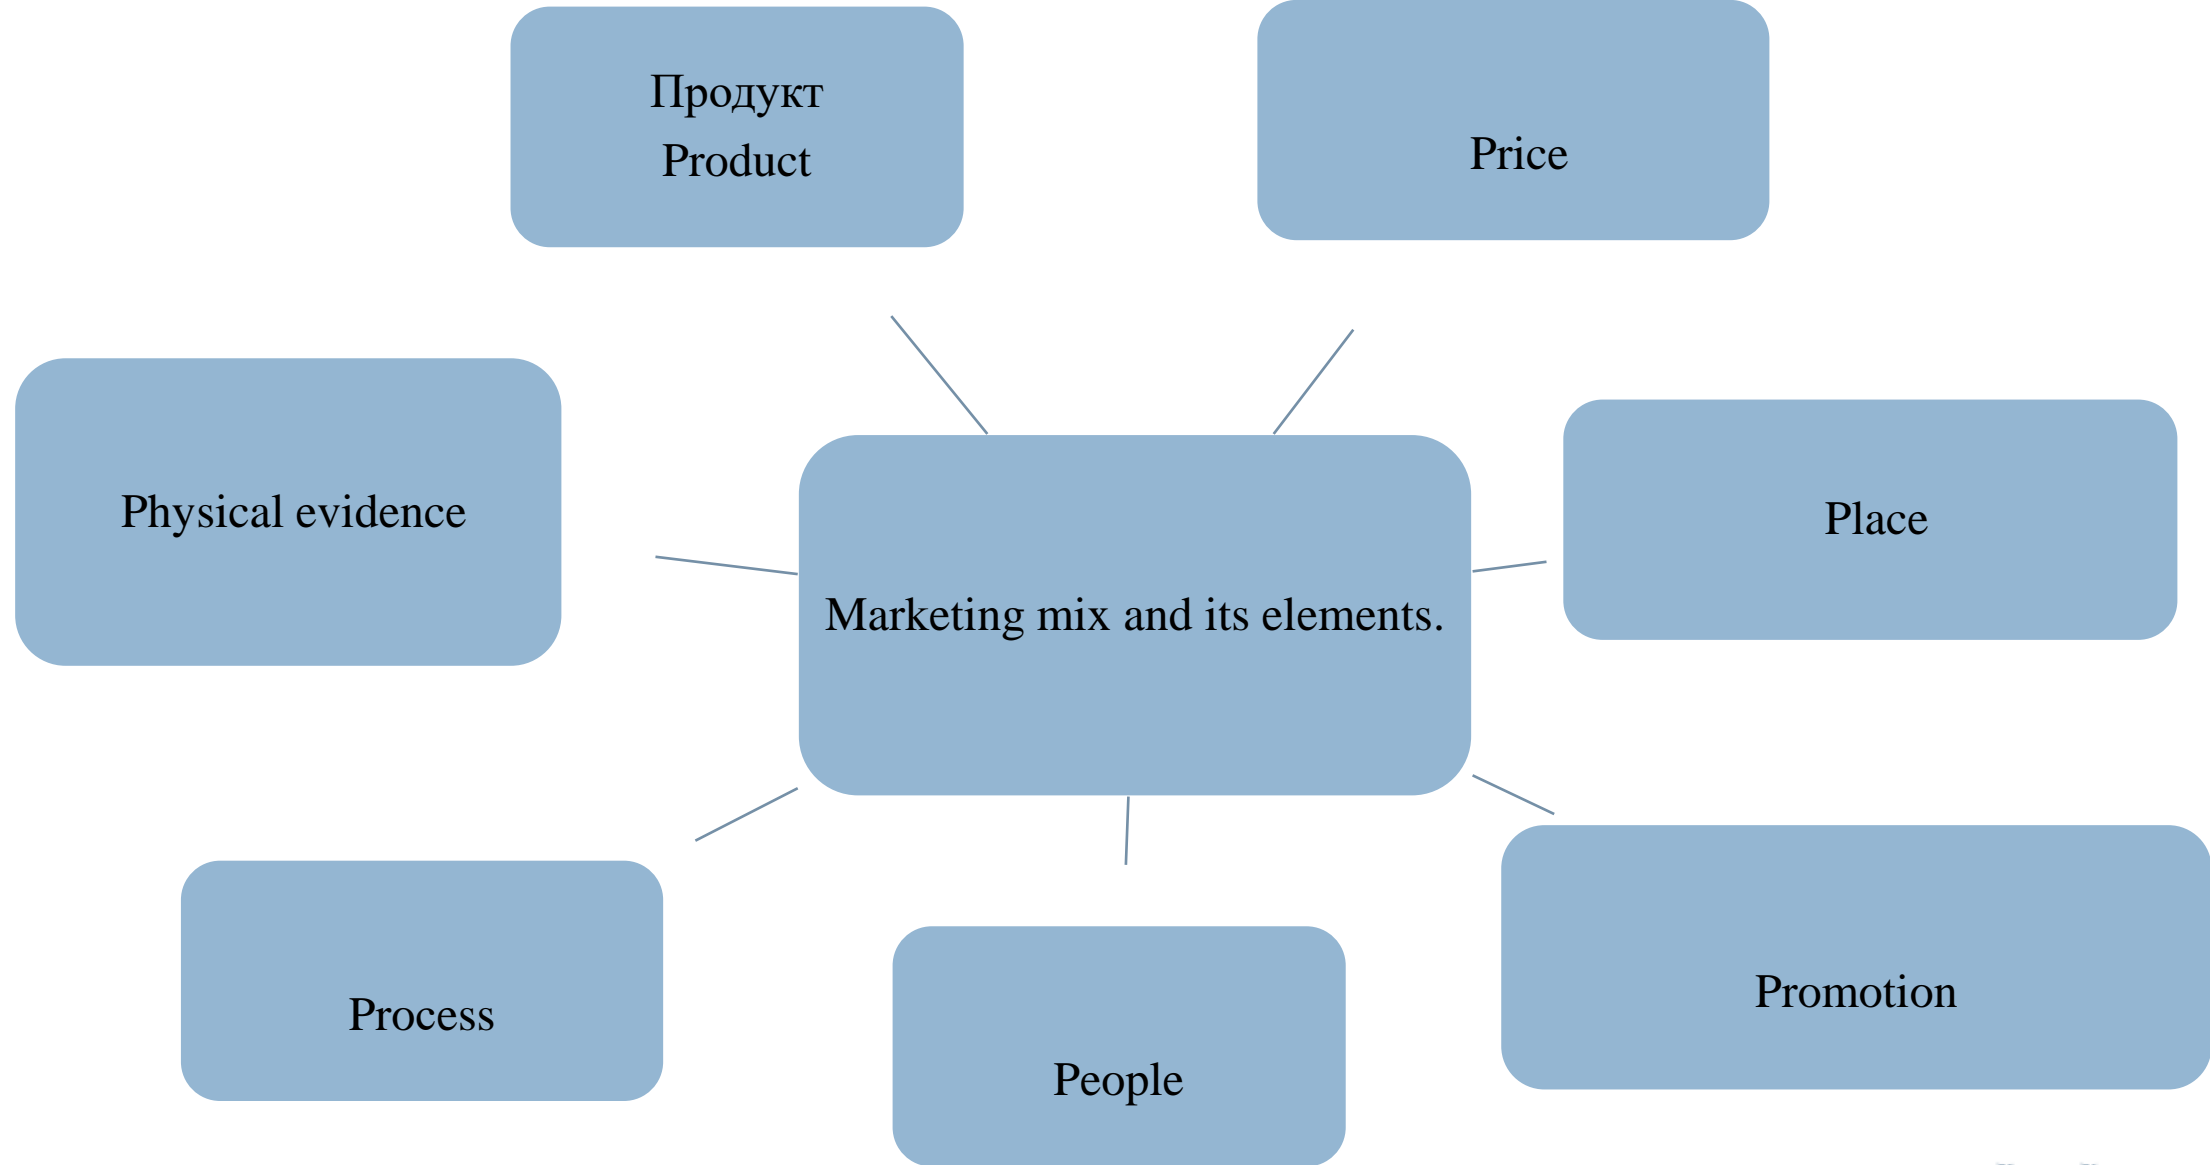 Продукт
Product
Price
Physical evidence
Place
Marketing mix and its elements.
Process
People
Promotion